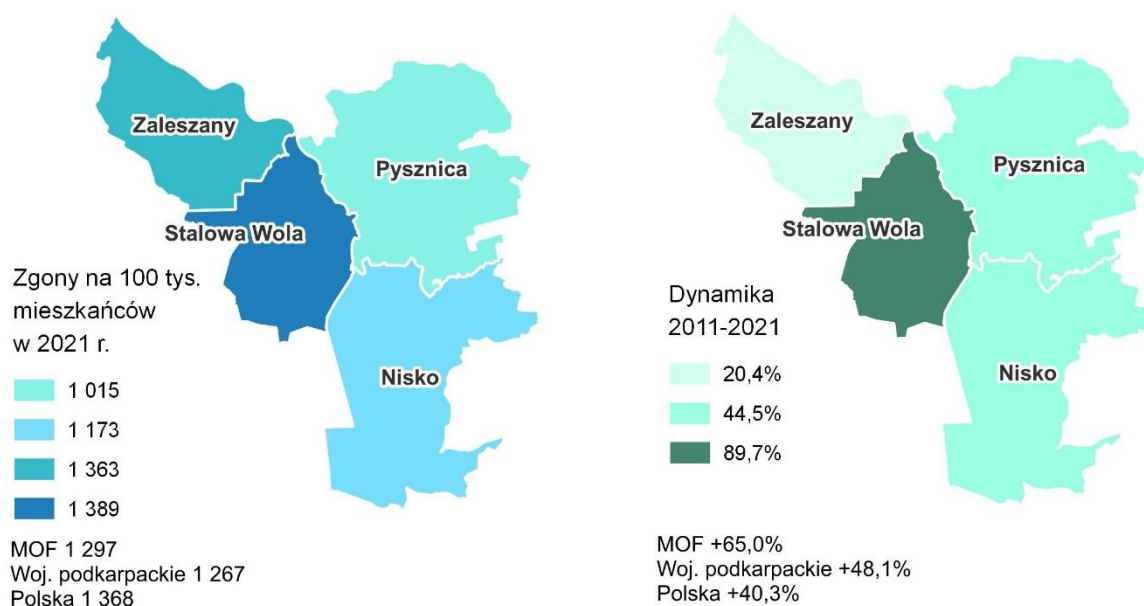 Zaleszany
Pysznica
Stalowa Wola
Nisko
Zgony na 100 tys.
mieszkańców
w 2021 r.
1 015
1 173
1 363
1 389
MOF 1 297
Woj. podkarpackie 1 267
Polska 1 368
Zaleszany
Pysznica
Stalowa Wola
Nisko
Dynamika
2011-2021
20,4%
44,5%
89,7%
MOF +65,0%
Woj. podkarpackie +48,1%
Polska +40,3%